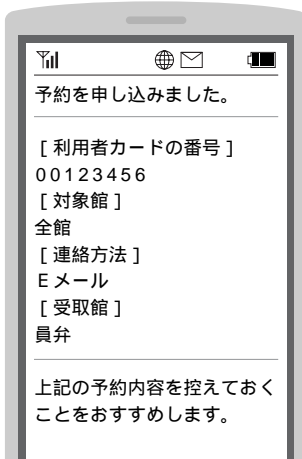 予約を申し込みました。
[利用者カードの番号]
00123456
[対象館]
全館
[連絡方法]
Eメール
[受取館]
員弁
上記の予約内容を控えておく
ことをおすすめします。